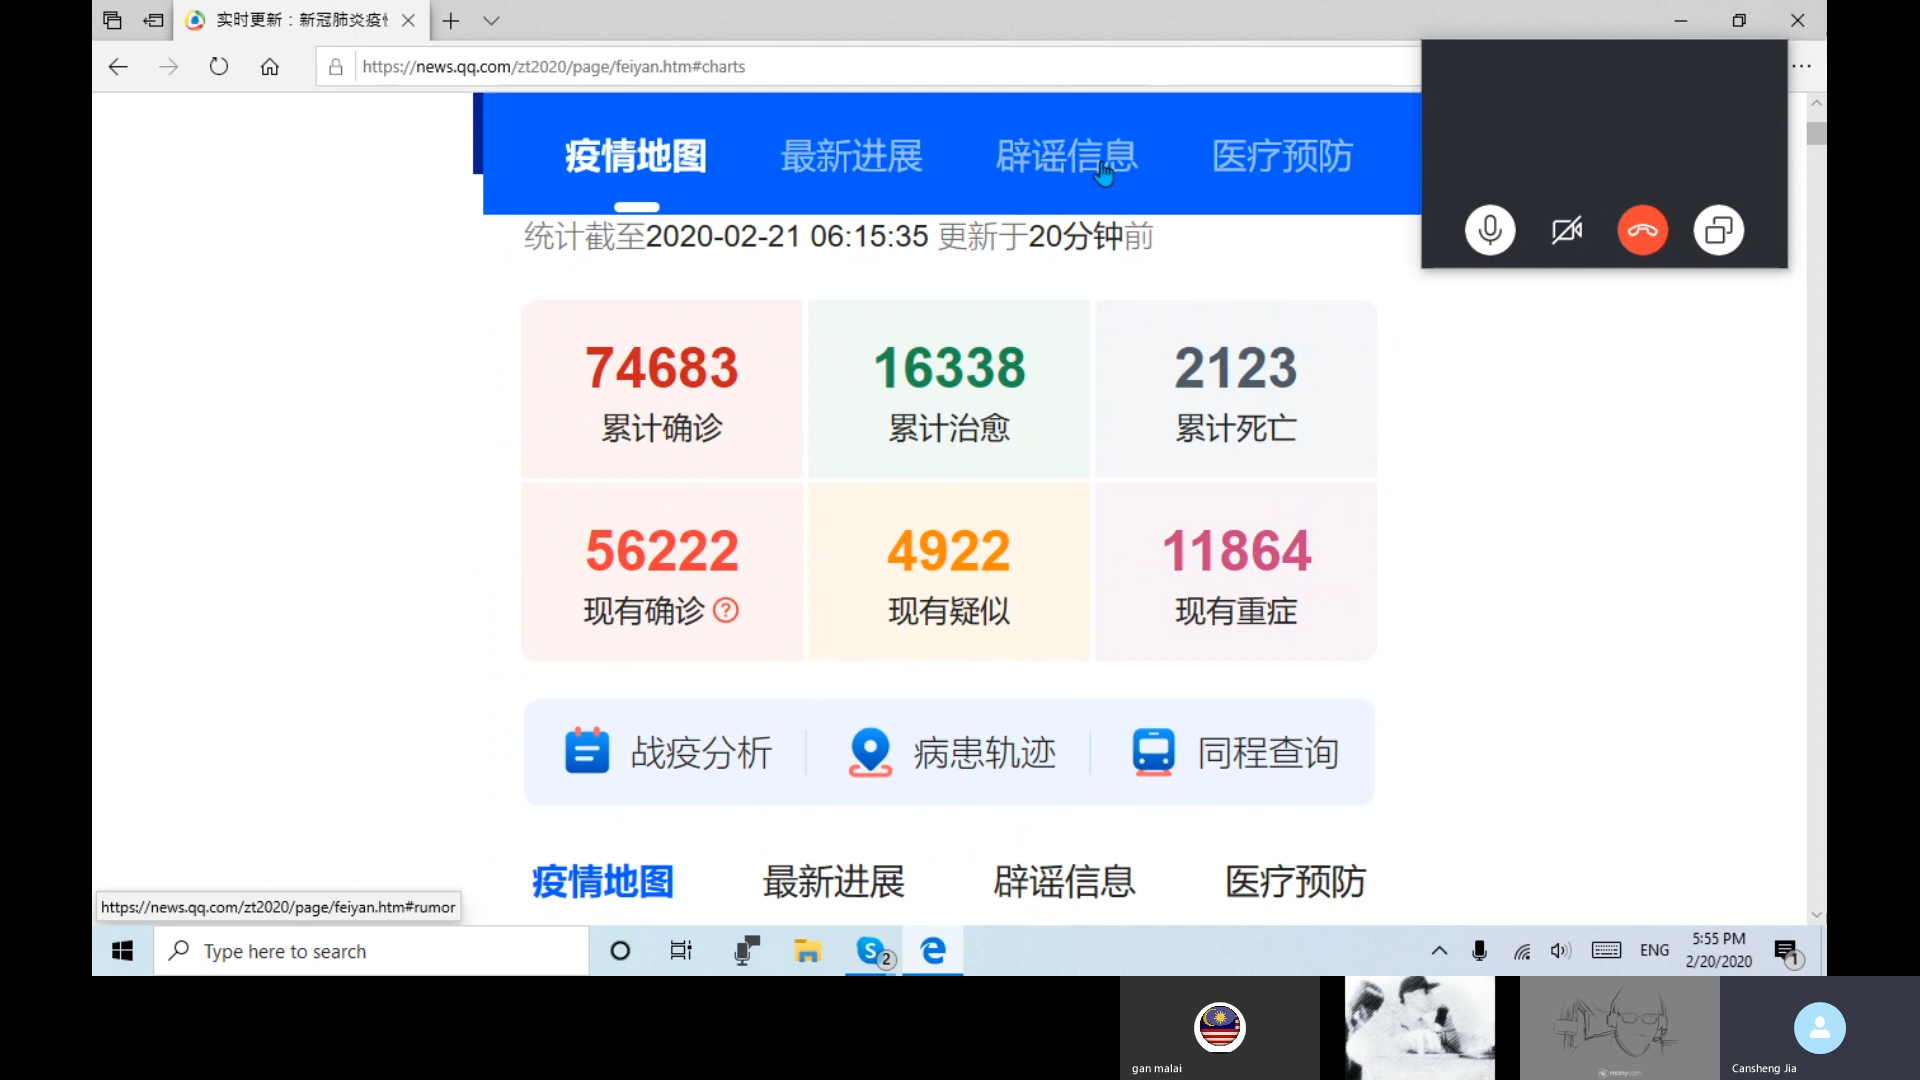 实时更新：新冠肺炎疫
https://news.qq.com/zt2020/page/feiyan.htm#charts
疫情地图 最新进展 辟谣信息 医疗预防
统计截至2020-02-21 06:15:35 更新于20分钟前
74683 16338 2123
累计确诊 累计治愈 累计死亡
56222 4922 11864
现有确诊 ? 现有疑似 现有重症
战疫分析 病患轨迹 同程查询
疫情地图 最新进展 辟谣信息 医疗预防
https://news.qq.com/zt2020/page/feiyan.htm#rumor
Type here to search
S 2
ENG
5:55 PM
2/20/2020
1
gan malai
manycam
Cansheng Jia